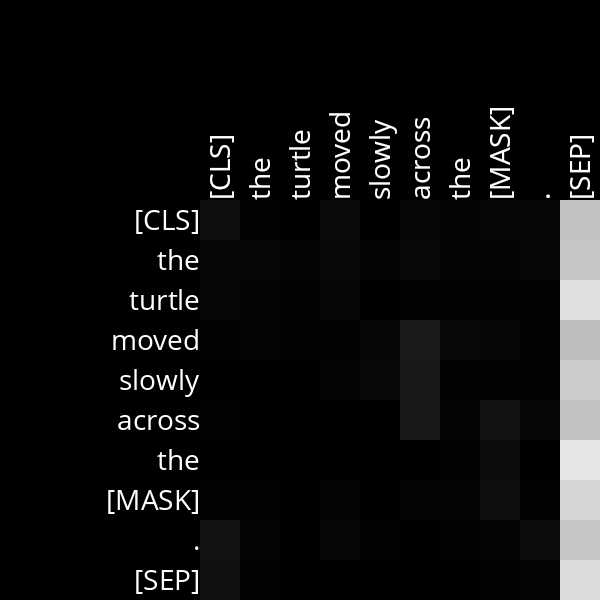 [CLS] the turtle moved slowly across the [MASK] . [SEP]
[CLS]
the
turtle
moved
slowly
across
the
[MASK]
.
[SEP]